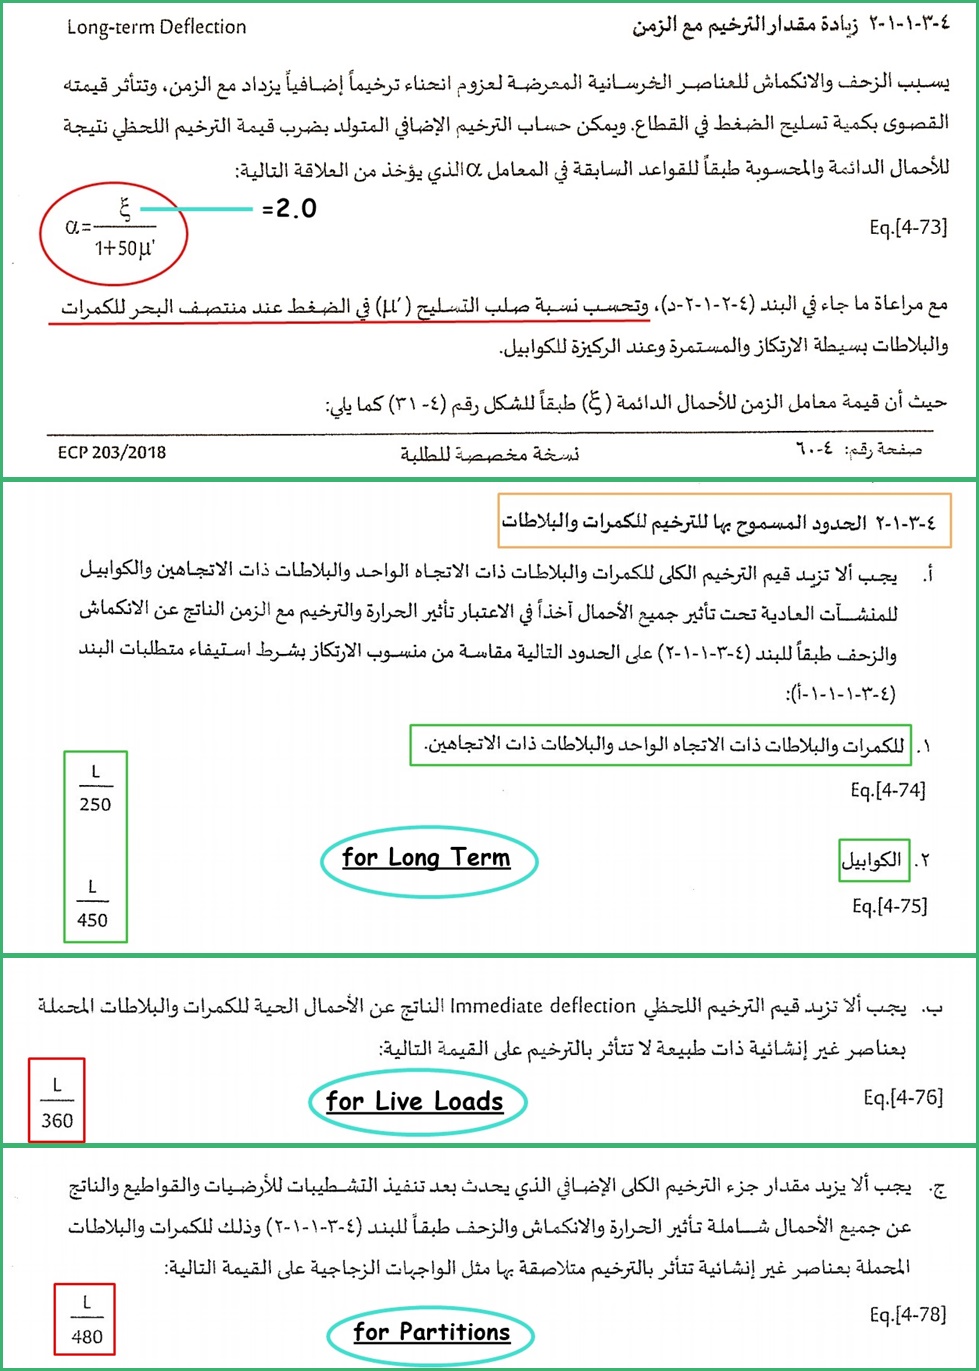 ٤-٣-١-١-٢ زيادة مقدار الترخيم مع الزمن Long-term Deflection
يسبب الزحف والانكماش للعناصر الخرسانية المعرضة لعزوم انحناء ترخيماً إضافياً يزداد مع الزمن، وتتأثر قيمته
القصوى بكمية تسليح الضغط في القطاع. ويمكن حساب الترخيم الإضافي المتولد بضرب قيمة الترخيم اللحظي نتيجة
للأحمال الدائمة والمحسوبة طبقاً للقواعد السابقة في المعامل α الذي يؤخذ من العلاقة التالية:
α = ξ / (1+50μ') =2.0
Eq.[4-73]
مع مراعاة ما جاء في البند (٤-٢-١-٢-د)، وتحسب نسبة صلب التسليح (μ′) في الضغط عند منتصف البحر للكمرات
والبلاطات بسيطة الارتكاز والمستمرة وعند الركيزة للكوابيل.
حيث أن قيمة معامل الزمن للأحمال الدائمة (ξ) طبقاً للشكل رقم (٤-٣١) كما يلي:
صفحة رقم: ٤-٦٠ نسخة مخصصة للطلبة ECP 203/2018
٤-٣-١-٢ الحدود المسموح بها للترخيم للكمرات والبلاطات
أ. يجب ألا تزيد قيم الترخيم الكلى للكمرات والبلاطات ذات الاتجاه الواحد والبلاطات ذات الاتجاهين والكوابيل
للمنشآت العادية تحت تأثير جميع الأحمال آخذاً في الاعتبار تأثير الحرارة والترخيم مع الزمن الناتج عن الانكماش
والزحف طبقاً للبند (٤-٣-١-١-٢) على الحدود التالية مقاسة من منسوب الارتكاز بشرط استيفاء متطلبات البند
(٤-٣-١-١-١-أ):
١. للكمرات والبلاطات ذات الاتجاه الواحد والبلاطات ذات الاتجاهين.
L/250
Eq.[4-74]
for Long Term
٢. الكوابيل
L/450
Eq.[4-75]
ب. يجب ألا تزيد قيم الترخيم اللحظي Immediate deflection الناتج عن الأحمال الحية للكمرات والبلاطات المحملة
بعناصر غير إنشائية ذات طبيعة لا تتأثر بالترخيم على القيمة التالية:
L/360
for Live Loads
Eq.[4-76]
ج. يجب ألا يزيد مقدار جزء الترخيم الكلى الإضافي الذي يحدث بعد تنفيذ التشطيبات للأرضيات والقواطيع والناتج
عن جميع الأحمال شاملة تأثير الحرارة والانكماش والزحف طبقاً للبند (٤-٣-١-١-٢) وذلك للكمرات والبلاطات
المحملة بعناصر غير إنشائية تتأثر بالترخيم متلاصقة بها مثل الواجهات الزجاجية على القيمة التالية:
L/480
for Partitions
Eq.[4-78]